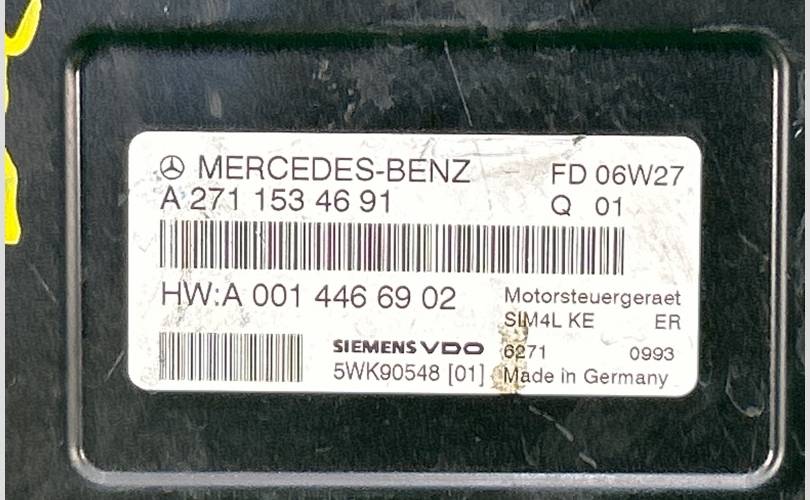 MERCEDES-BENZ FD 06W27
A 271 153 46 91 Q 01
HW:A 001 446 69 02 Motorsteuergeraet
SIM4L KE ER
SIEMENS VDO 6271 0993
5WK90548 [01] Made in Germany